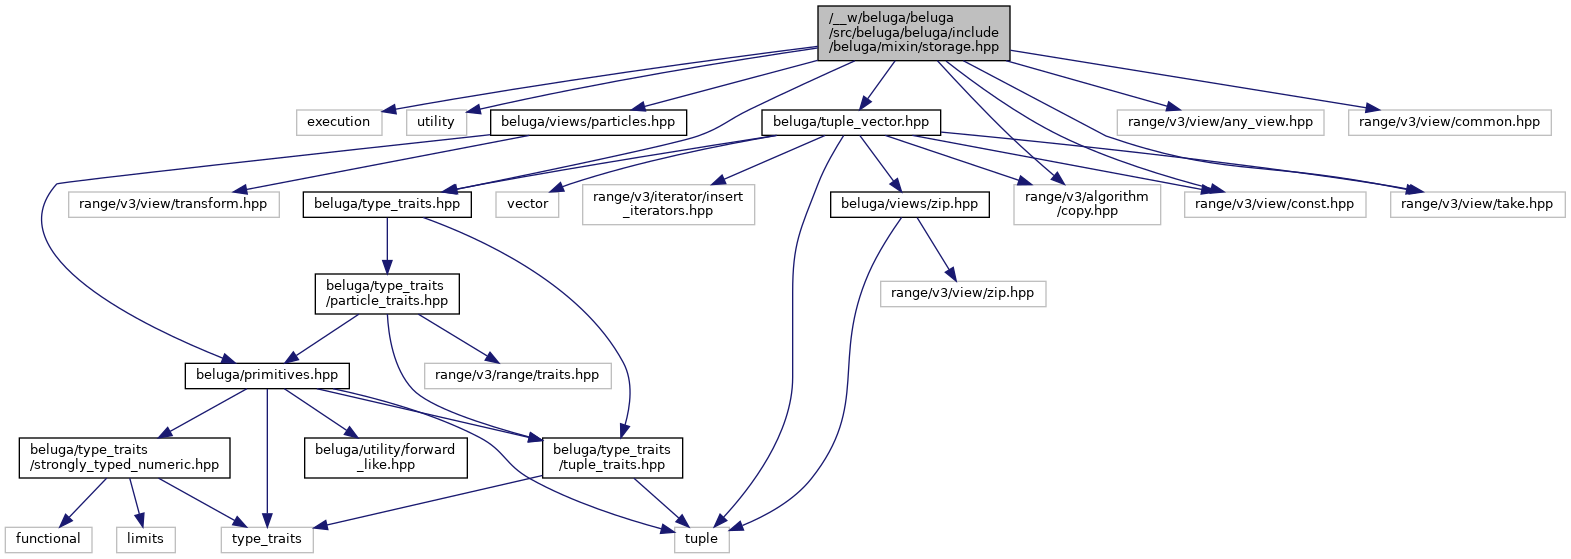 /__w/beluga/beluga
/src/beluga/beluga/include
/beluga/mixin/storage.hpp
execution
utility
beluga/views/particles.hpp
beluga/tuple_vector.hpp
range/v3/view/any_view.hpp
range/v3/view/common.hpp
range/v3/view/transform.hpp
beluga/type_traits.hpp
vector
range/v3/iterator/insert
_iterators.hpp
beluga/views/zip.hpp
range/v3/algorithm
/copy.hpp
range/v3/view/const.hpp
range/v3/view/take.hpp
beluga/type_traits
/particle_traits.hpp
range/v3/view/zip.hpp
beluga/primitives.hpp
range/v3/range/traits.hpp
beluga/type_traits
/strongly_typed_numeric.hpp
beluga/utility/forward
_like.hpp
beluga/type_traits
/tuple_traits.hpp
functional
limits
type_traits
tuple